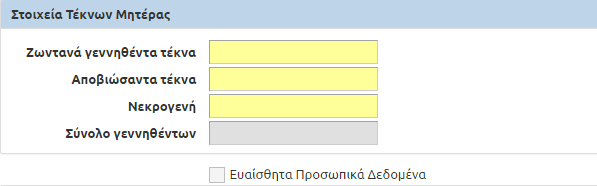 Στοιχεία Τέκνων Μητέρας
Ζωντανά γεννηθέντα τέκνα
Αποβιώσαντα τέκνα
Νεκρογενή
Σύνολο γεννηθέντων
Ευαίσθητα Προσωπικά Δεδομένα